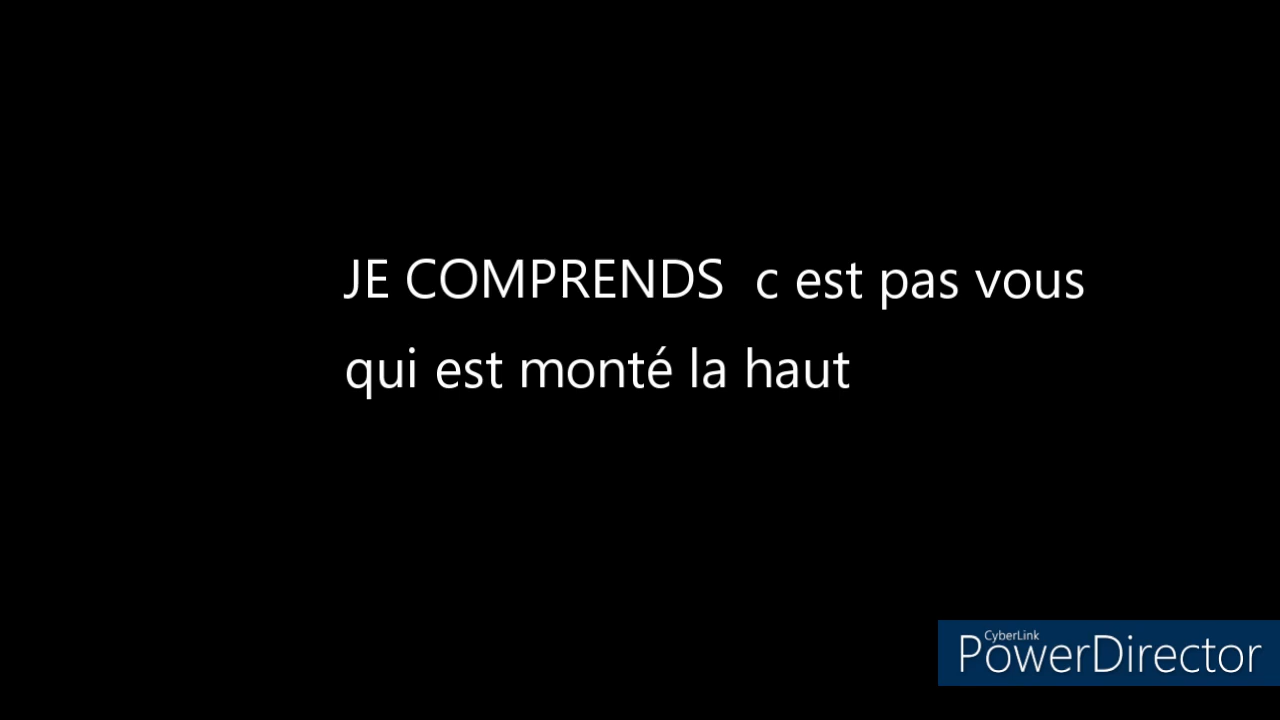 JE COMPRENDS  c est pas vous
qui est monté la haut
CyberLink
PowerDirector